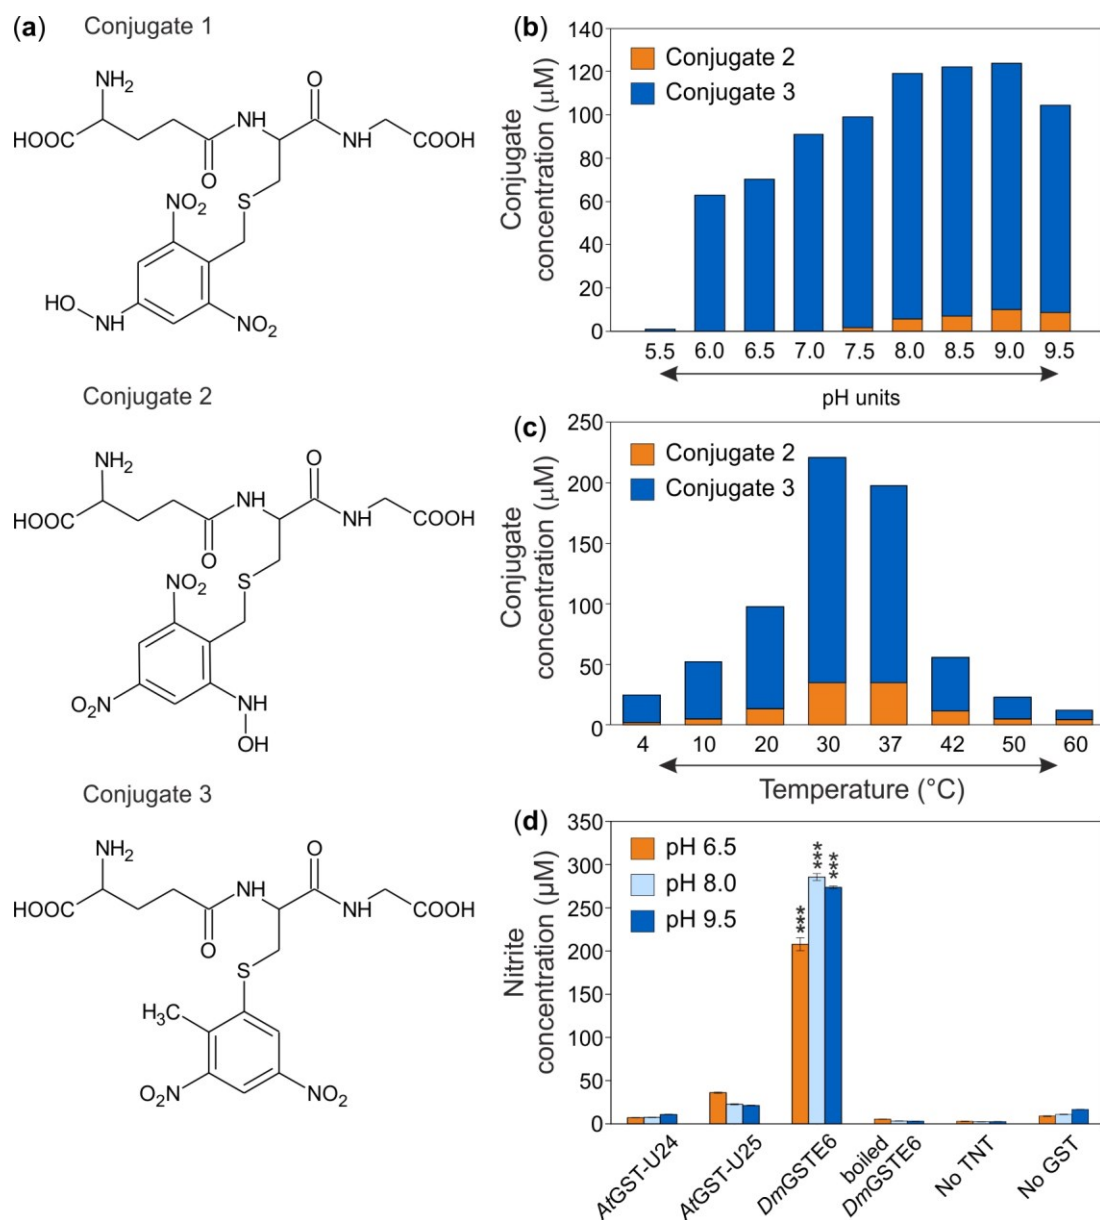 (a)
Conjugate 1
NH2
O
HOOC
NH
NH
COOH
O
NO2
S
HO
NH
NO2
Conjugate 2
NH2
O
HOOC
NH
NH
COOH
O
NO2
S
O2N
NH
OH
Conjugate 3
NH2
O
HOOC
NH
NH
COOH
O
S
H3C
O2N
NO2
(b)
Conjugate concentration (μM)
140
120
100
80
60
40
20
0
Conjugate 2
Conjugate 3
5.5 6.0 6.5 7.0 7.5 8.0 8.5 9.0 9.5
pH units
(c)
Conjugate concentration (μM)
250
200
150
100
50
0
Conjugate 2
Conjugate 3
4 10 20 30 37 42 50 60
Temperature (°C)
(d)
Nitrite concentration (μM)
350
300
250
200
150
100
50
0
pH 6.5
pH 8.0
pH 9.5
***
***
***
AtGST-U24
AtGST-U25
DmGSTE6
boiled
DmGSTE6
No TNT
No GST